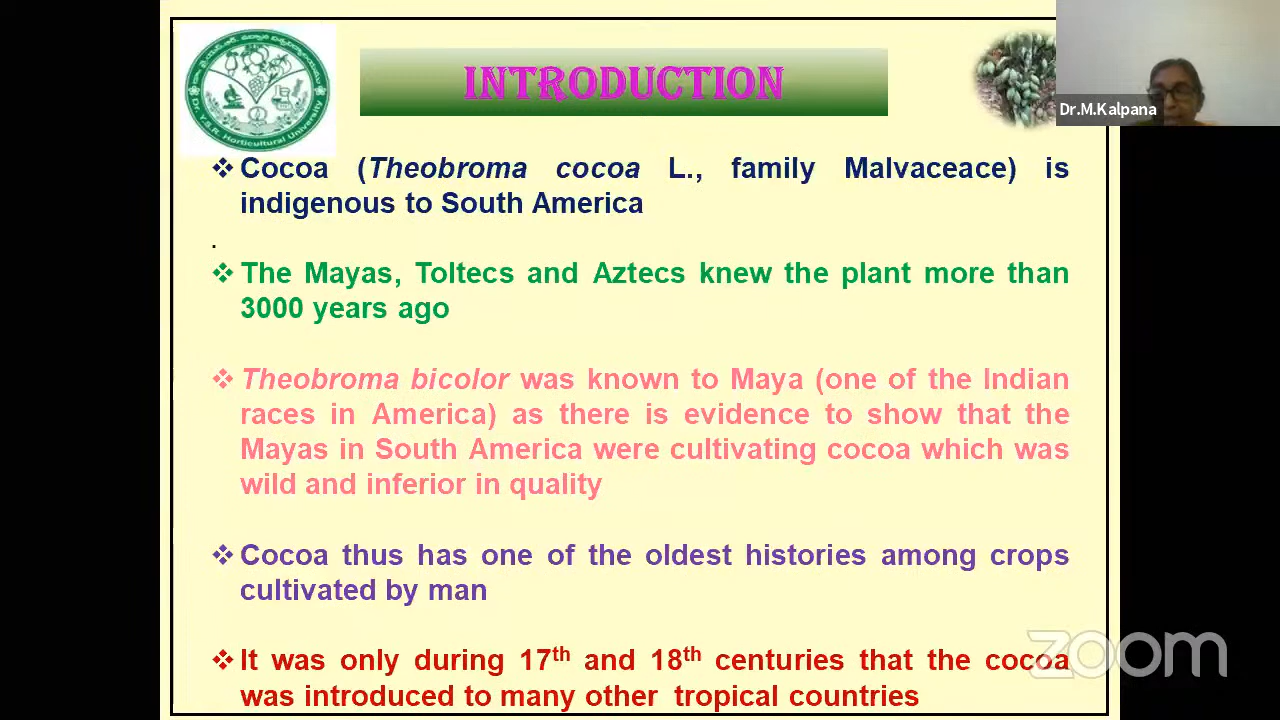 INTRODUCTION
Dr.M.Kalpana
Dr. Y.S.R. Horticultural University
❖ Cocoa (Theobroma cocoa L., family Malvaceace) is
indigenous to South America
.
❖ The Mayas, Toltecs and Aztecs knew the plant more than
3000 years ago
❖ Theobroma bicolor was known to Maya (one of the Indian
races in America) as there is evidence to show that the
Mayas in South America were cultivating cocoa which was
wild and inferior in quality
❖ Cocoa thus has one of the oldest histories among crops
cultivated by man
❖ It was only during 17th and 18th centuries that the cocoa
was introduced to many other tropical countries
zoom